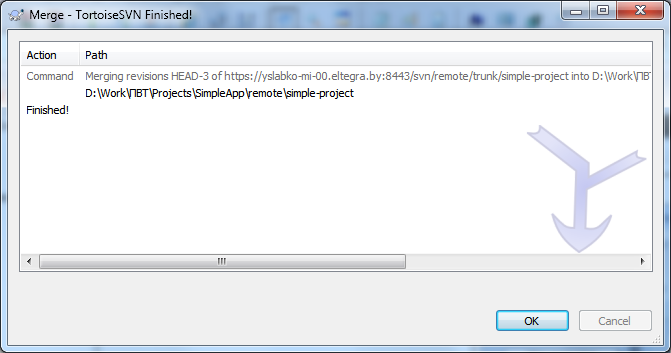 Merge - TortoiseSVN Finished!
Action Path
Command Merging revisions HEAD-3 of https://yslabko-mi-00.eltegra.by:8443/svn/remote/trunk/simple-project into D:\Work\ПВТ
D:\Work\ПВТ\Projects\SimpleApp\remote\simple-project
Finished!
OK Cancel